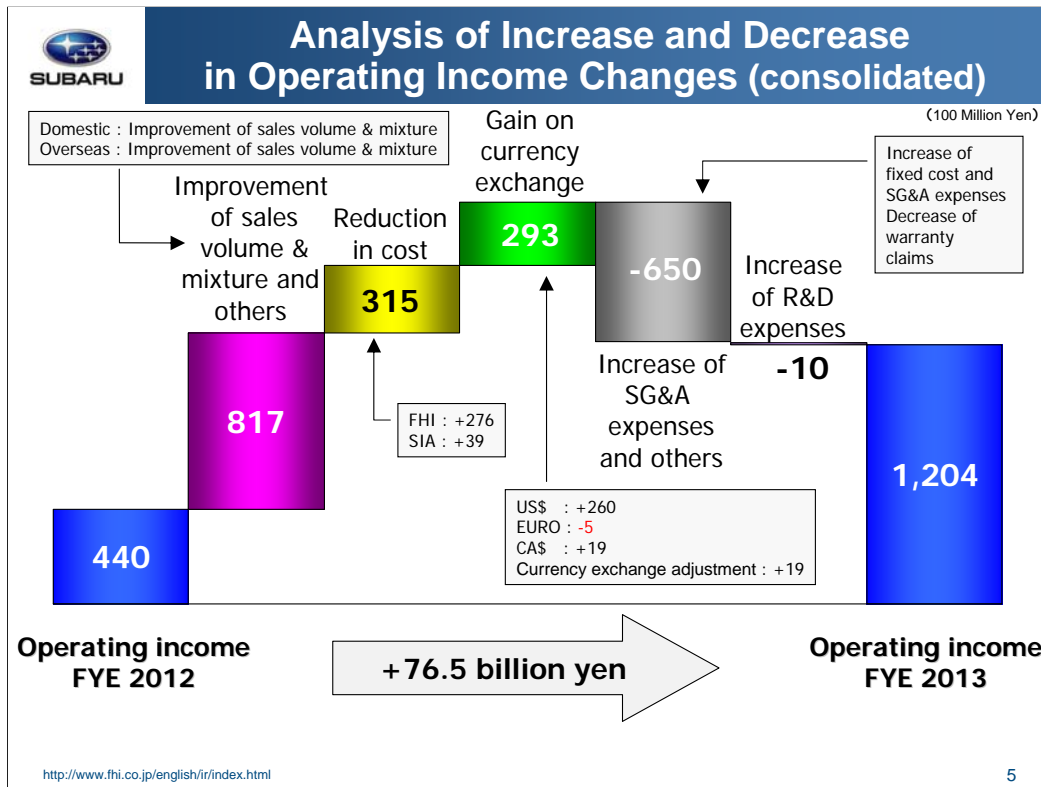 SUBARU
Analysis of Increase and Decrease
in Operating Income Changes (consolidated)
（100 Million Yen）
Domestic : Improvement of sales volume & mixture
Overseas : Improvement of sales volume & mixture
Improvement
of sales
volume &
mixture and
others
Reduction
in cost
Gain on
currency
exchange
Increase of
fixed cost and
SG&A expenses
Decrease of
warranty
claims
293
-650
315
Increase
of R&D
expenses
-10
817
FHI : +276
SIA : +39
Increase of
SG&A
expenses
and others
1,204
440
US$ : +260
EURO : -5
CA$ : +19
Currency exchange adjustment : +19
Operating income
FYE 2012
+76.5 billion yen
Operating income
FYE 2013
http://www.fhi.co.jp/english/ir/index.html
5